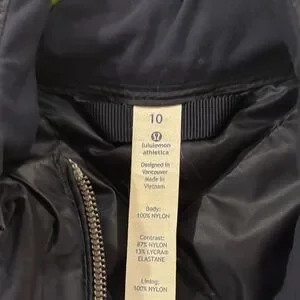 10
lululemon
athletica
Designed in
Vancouver
Made in
Vietnam
Body:
100% NYLON
Contrast:
87% NYLON
13% LYCRA®
ELASTANE
Lining:
100% NYLON